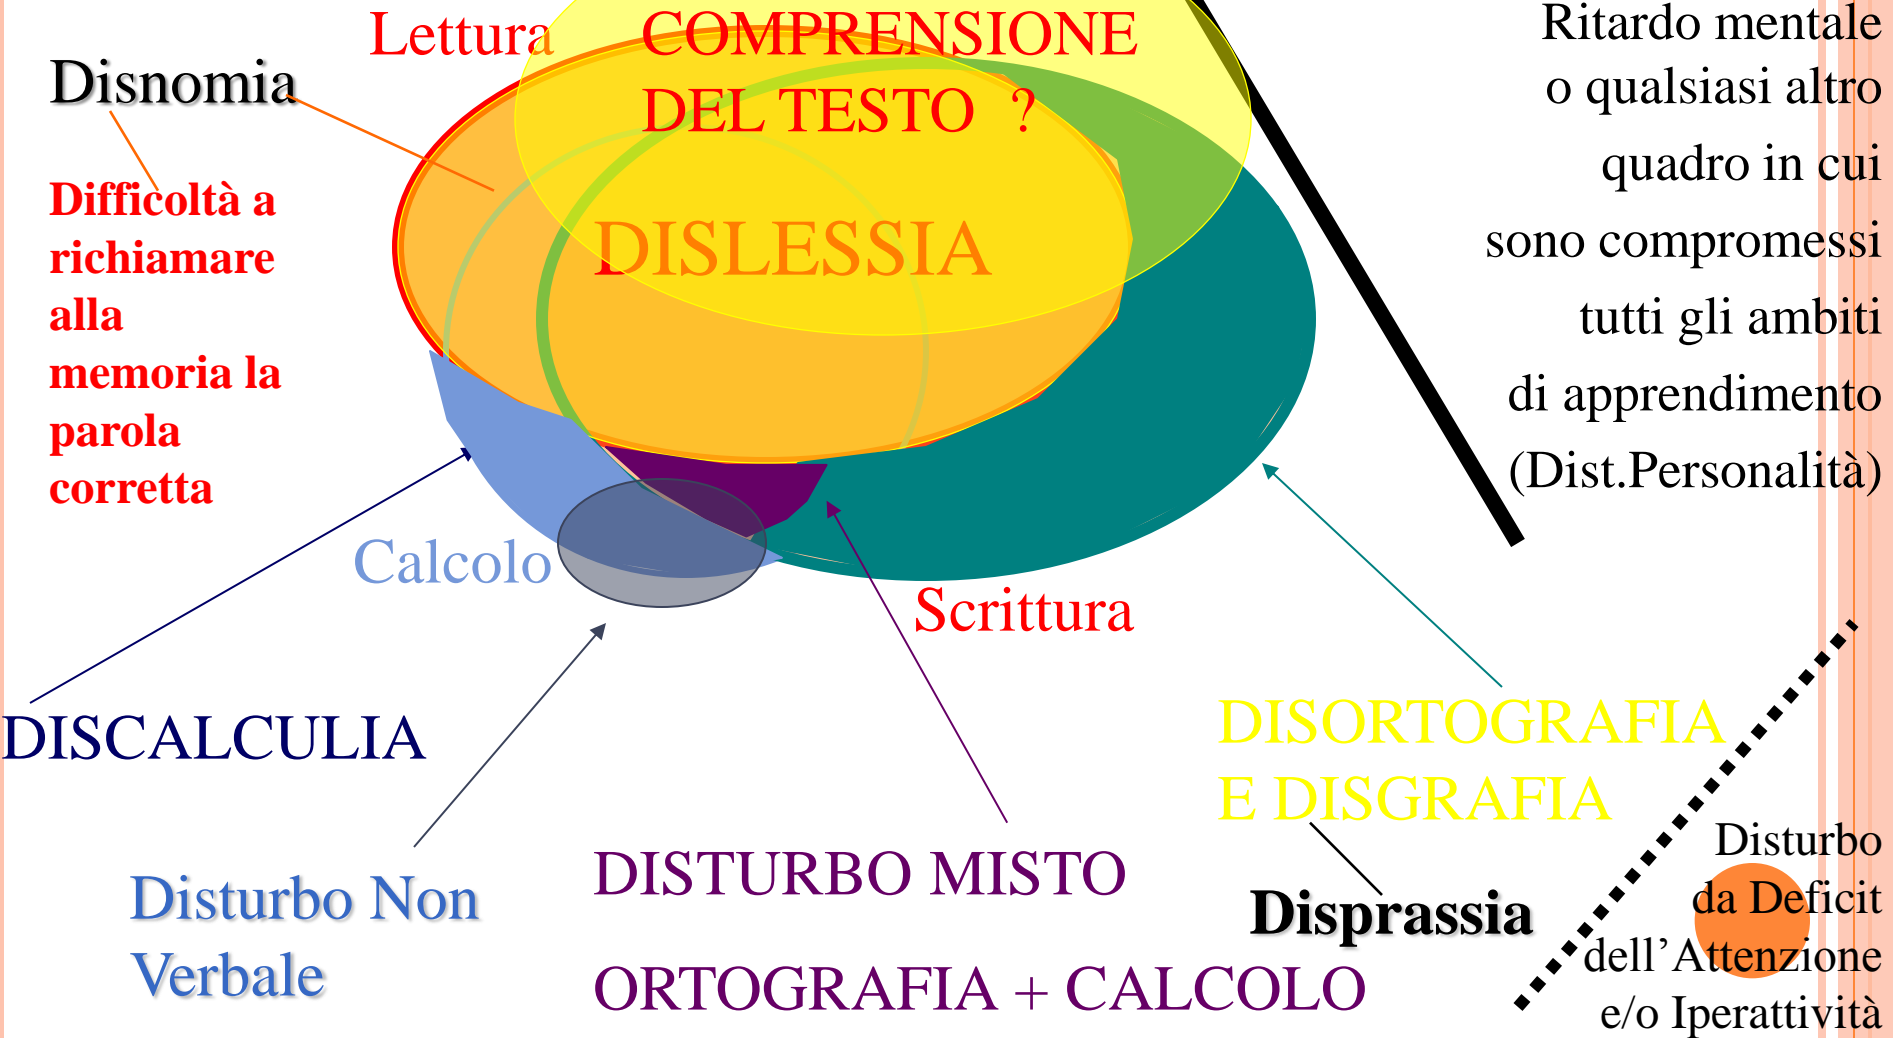 Lettura
COMPRENSIONE
DEL TESTO ?
Disnomia
Difficoltà a
richiamare
alla
memoria la
parola
corretta
DISLESSIA
Ritardo mentale
o qualsiasi altro
quadro in cui
sono compromessi
tutti gli ambiti
di apprendimento
(Dist.Personalità)
Calcolo
Scrittura
DISCALCULIA
DISORTOGRAFIA
E DISGRAFIA
Disturbo Non
Verbale
DISTURBO MISTO
ORTOGRAFIA + CALCOLO
Disprassia
Disturbo
da Deficit
dell’Attenzione
e/o Iperattività